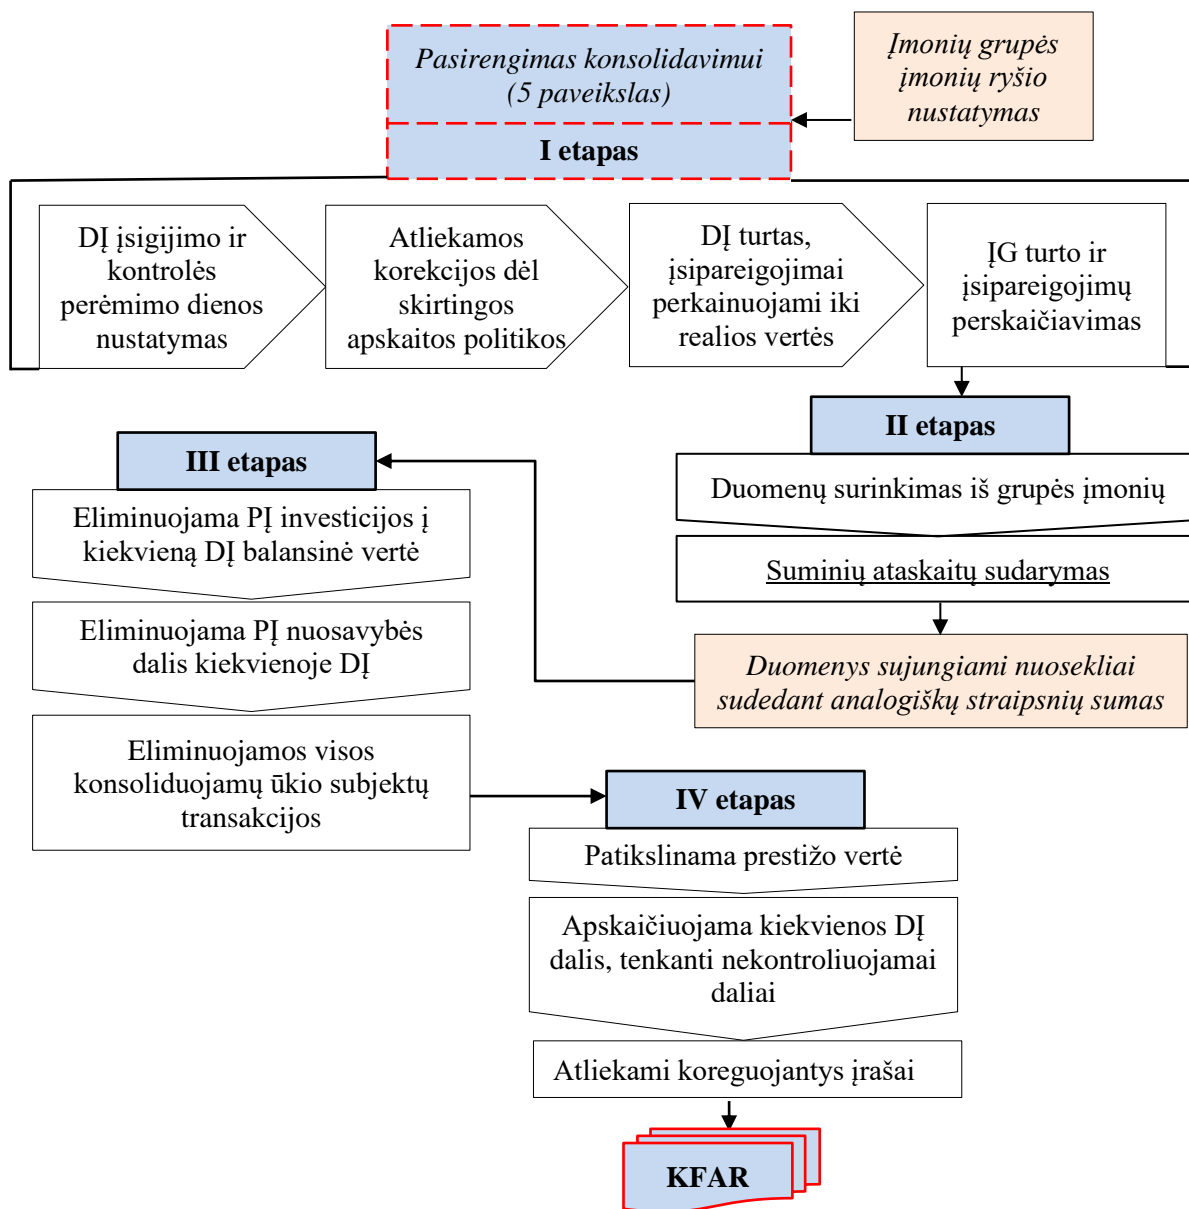 Pasirengimas konsolidavimui
(5 paveikslas)
I etapas
Įmonių grupės
įmonių ryšio
nustatymas
DĮ įsigijimo ir
kontrolės
perėmimo dienos
nustatymas
Atliekamos
korekcijos dėl
skirtingos
apskaitos politikos
DĮ turtas,
įsipareigojimai
perkainuojami iki
realios vertės
ĮG turto ir
įsipareigojimų
perskaičiavimas
II etapas
Duomenų surinkimas iš grupės įmonių
Suminių ataskaitų sudarymas
Duomenys sujungiami nuosekliai
sudedant analogiškų straipsnių sumas
III etapas
Eliminuojama PĮ investicijos į
kiekvieną DĮ balansinė vertė
Eliminuojama PĮ nuosavybės
dalis kiekvienoje DĮ
Eliminuojamos visos
konsoliduojamų ūkio subjektų
transakcijos
IV etapas
Patikslinama prestižo vertė
Apskaičiuojama kiekvienos DĮ
dalis, tenkanti nekontroliuojamai
daliai
Atliekami koreguojantys įrašai
KFAR